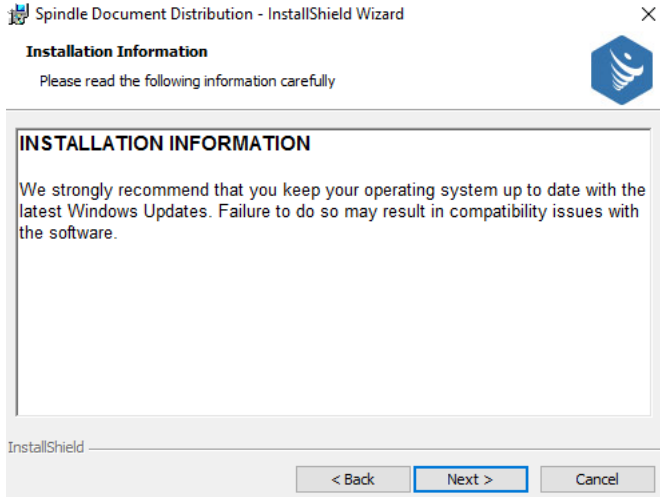 Spindle Document Distribution - InstallShield Wizard
Installation Information
Please read the following information carefully
INSTALLATION INFORMATION
We strongly recommend that you keep your operating system up to date with the
latest Windows Updates. Failure to do so may result in compatibility issues with
the software.
InstallShield
< Back
Next >
Cancel